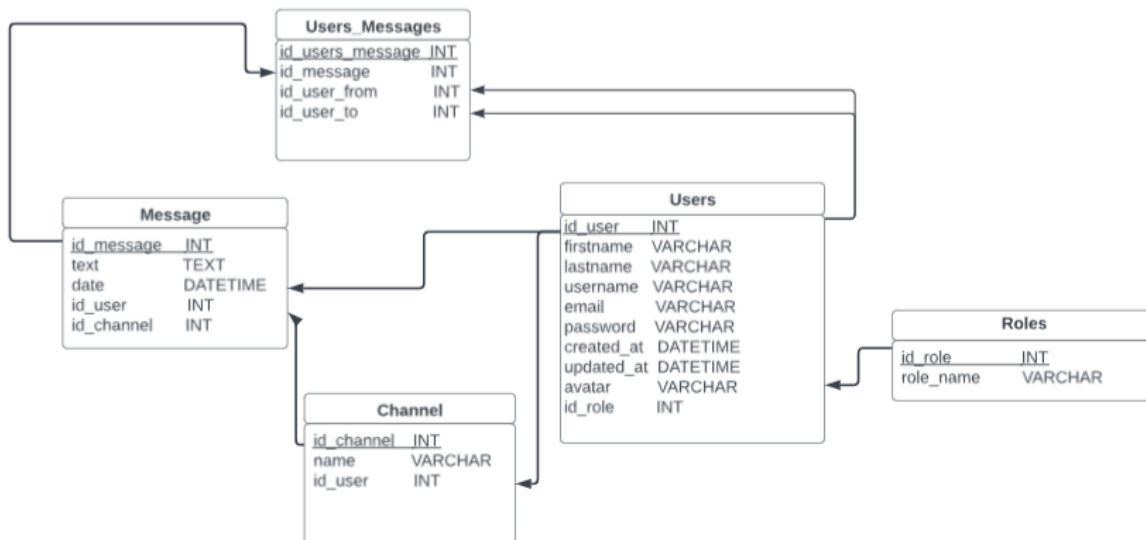 Users_Messages
id_users_message INT
id_message INT
id_user_from INT
id_user_to INT
Message
id_message INT
text TEXT
date DATETIME
id_user INT
id_channel INT
Users
id_user INT
firstname VARCHAR
lastname VARCHAR
username VARCHAR
email VARCHAR
password VARCHAR
created_at DATETIME
updated_at DATETIME
avatar VARCHAR
id_role INT
Roles
id_role INT
role_name VARCHAR
Channel
id_channel INT
name VARCHAR
id_user INT